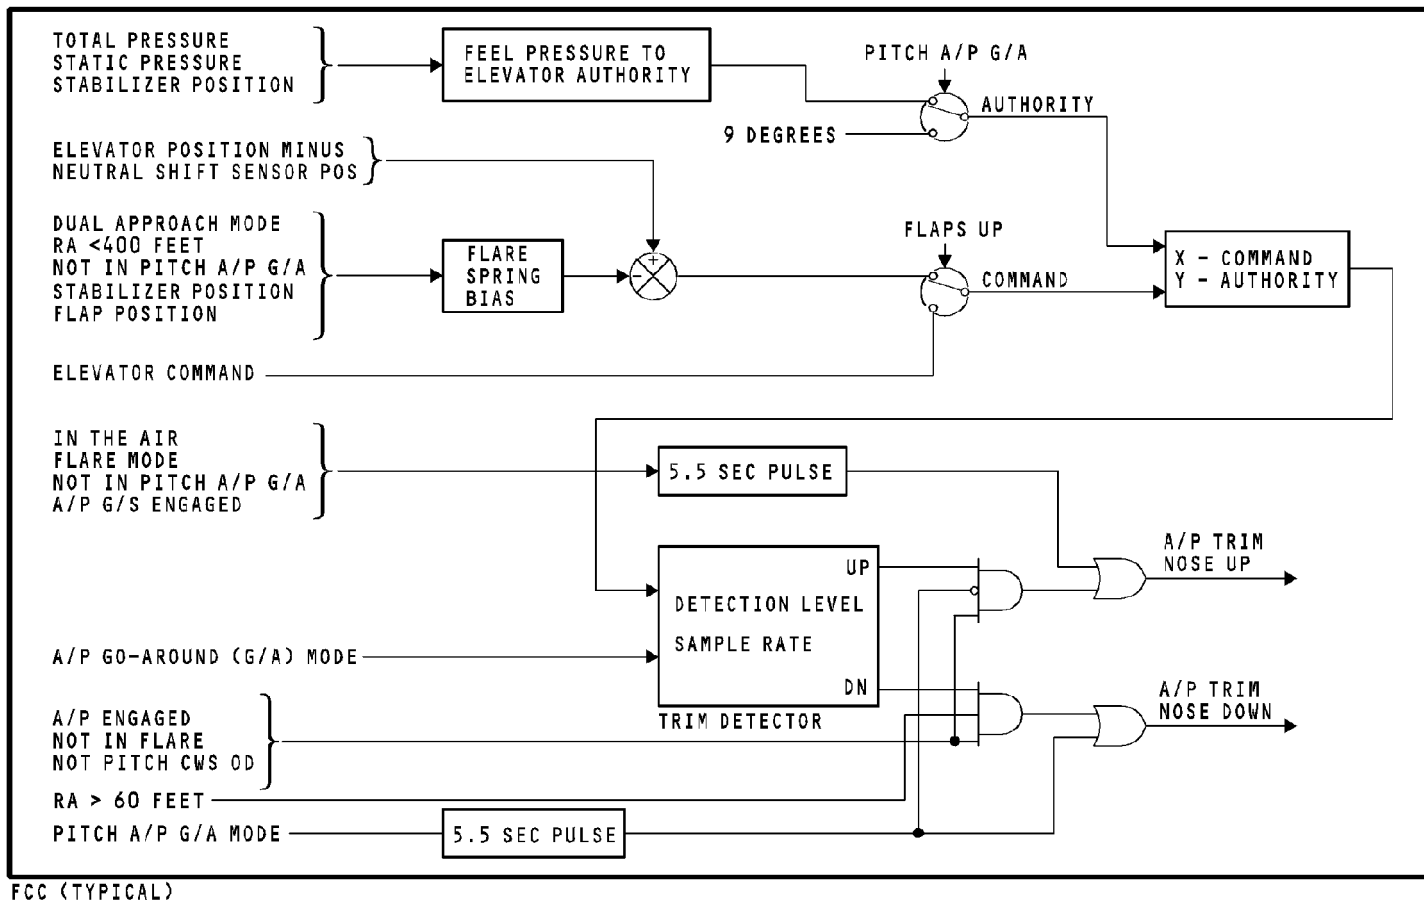 TOTAL PRESSURE
STATIC PRESSURE
STABILIZER POSITION
FEEL PRESSURE TO
ELEVATOR AUTHORITY
PITCH A/P G/A
AUTHORITY
9 DEGREES
ELEVATOR POSITION MINUS
NEUTRAL SHIFT SENSOR POS
DUAL APPROACH MODE
RA <400 FEET
NOT IN PITCH A/P G/A
STABILIZER POSITION
FLAP POSITION
FLARE
SPRING
BIAS
+
-
FLAPS UP
COMMAND
X - COMMAND
Y - AUTHORITY
ELEVATOR COMMAND
IN THE AIR
FLARE MODE
NOT IN PITCH A/P G/A
A/P G/S ENGAGED
5.5 SEC PULSE
UP
DETECTION LEVEL
SAMPLE RATE
DN
TRIM DETECTOR
A/P TRIM
NOSE UP
A/P GO-AROUND (G/A) MODE
A/P ENGAGED
NOT IN FLARE
NOT PITCH CWS OD
A/P TRIM
NOSE DOWN
RA > 60 FEET
PITCH A/P G/A MODE
5.5 SEC PULSE
FCC (TYPICAL)